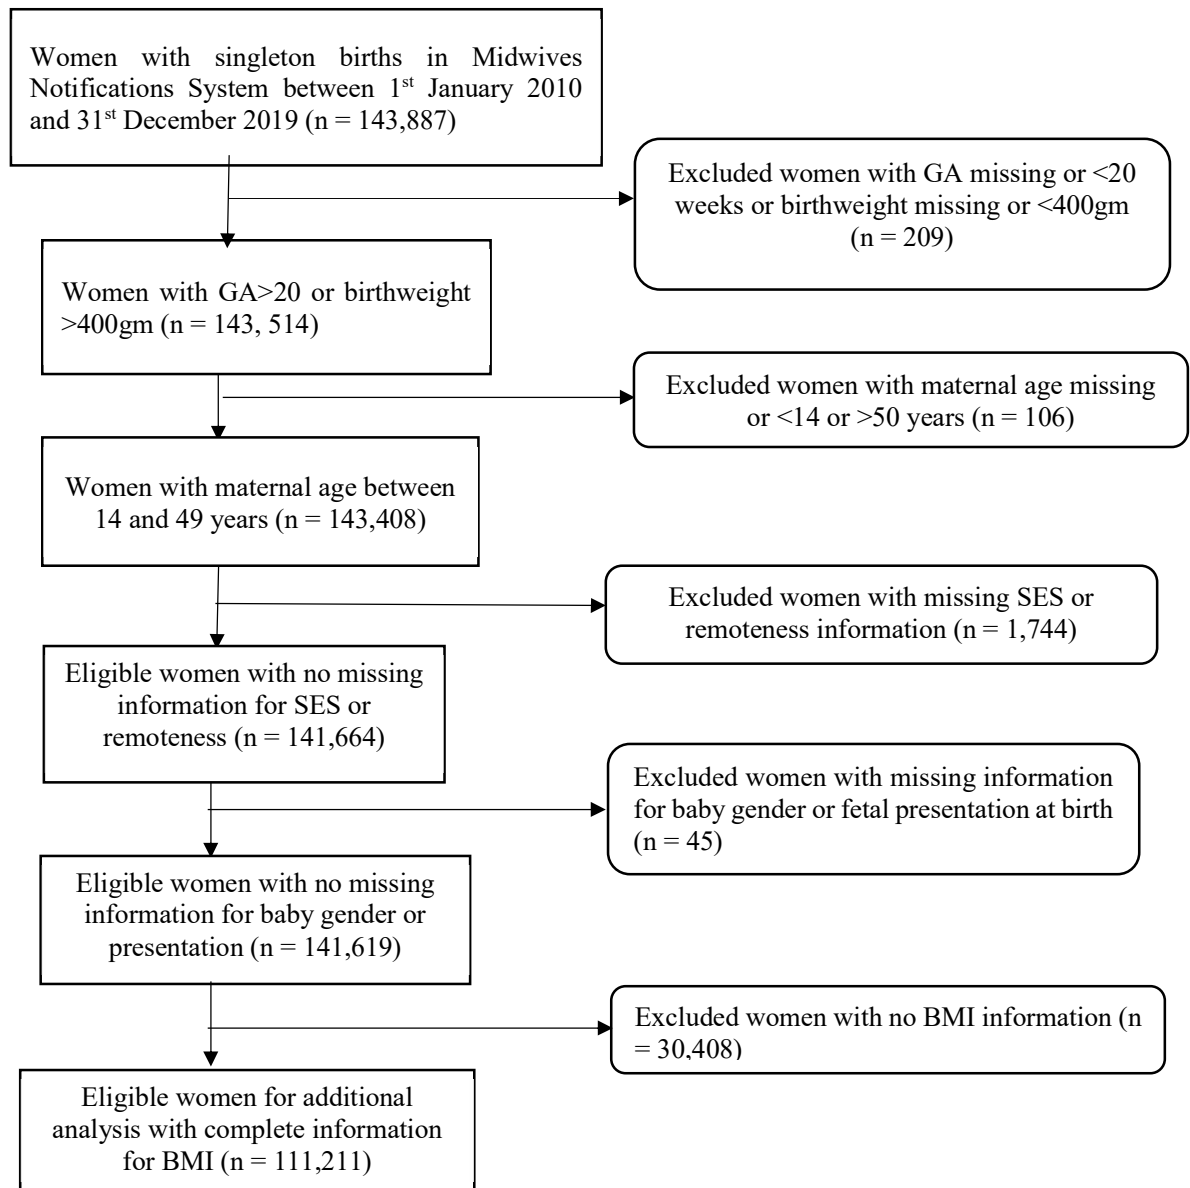 Women with singleton births in Midwives
Notifications System between 1st January 2010
and 31st December 2019 (n = 143,887)
Excluded women with GA missing or <20
weeks or birthweight missing or <400gm
(n = 209)
Women with GA>20 or birthweight
>400gm (n = 143, 514)
Excluded women with maternal age missing
or <14 or >50 years (n = 106)
Women with maternal age between
14 and 49 years (n = 143,408)
Excluded women with missing SES or
remoteness information (n = 1,744)
Eligible women with no missing
information for SES or
remoteness (n = 141,664)
Excluded women with missing information
for baby gender or fetal presentation at birth
(n = 45)
Eligible women with no missing
information for baby gender or
presentation (n = 141,619)
Excluded women with no BMI information (n
= 30,408)
Eligible women for additional
analysis with complete information
for BMI (n = 111,211)